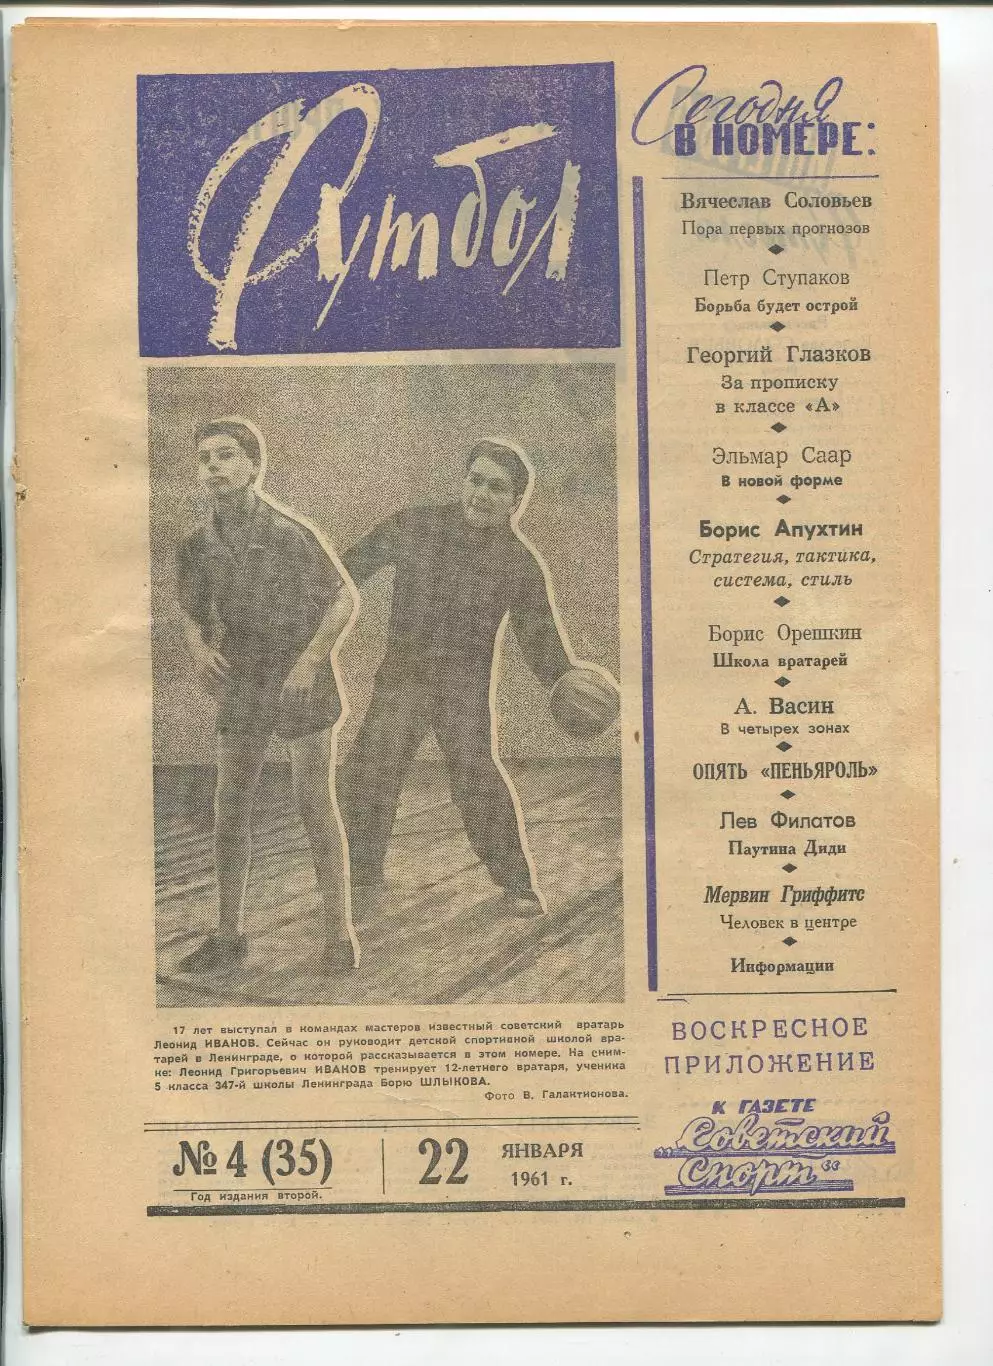 Футбол
Сегодня
В НОМЕРЕ:
Вячеслав Соловьев
Пора первых прогнозов
Петр Ступаков
Борьба будет острой
Георгий Глазков
За прописку
в классе «А»
Эльмар Саар
В новой форме
Борис Апухтин
Стратегия, тактика,
система, стиль
Борис Орешкин
Школа вратарей
А. Васин
В четырех зонах
ОПЯТЬ «ПЕНЬЯРОЛЬ»
Лев Филатов
Паутина Диди
Мервин Гриффитс
Человек в центре
Информации
17 лет выступал в командах мастеров известный советский вратарь
Леонид ИВАНОВ. Сейчас он руководит детской спортивной школой вра-
тарей в Ленинграде, о которой рассказывается в этом номере. На сним-
ке: Леонид Григорьевич ИВАНОВ тренирует 12-летнего вратаря, ученика
5 класса 347-й школы Ленинграда Борю ШЛЫКОВА.
Фото В. Галактионова.
№ 4 (35)
Год издания второй.
22
ЯНВАРЯ
1961 г.
ВОСКРЕСНОЕ
ПРИЛОЖЕНИЕ
К ГАЗЕТЕ
„Советский
Спорт“